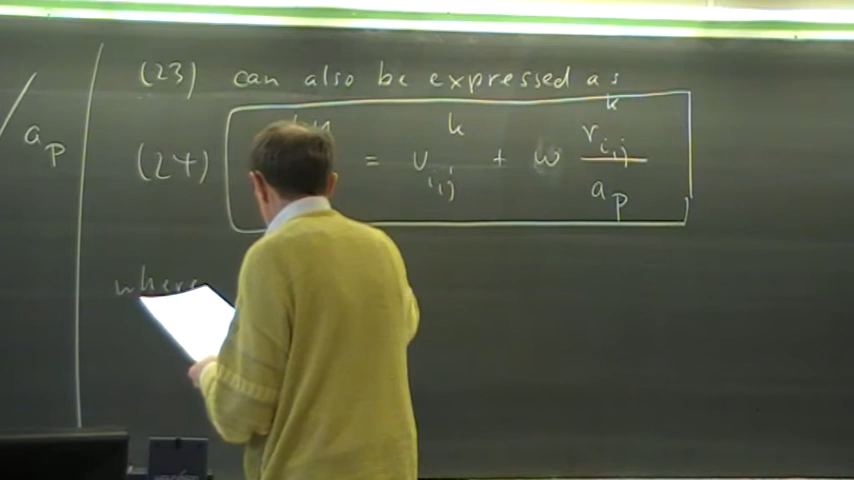 / a_p
(23) can also be expressed as
(24) = u^k_{i,j} + ω r^k_{i,j} / a_p
where